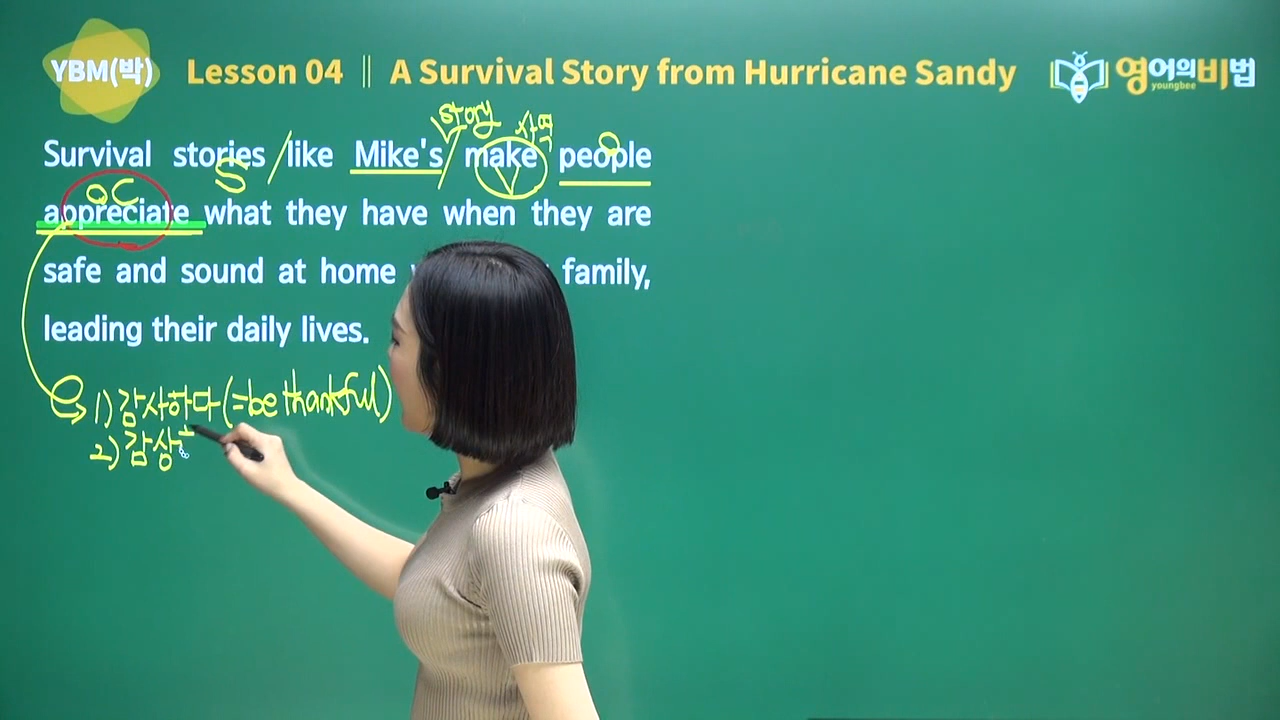 YBM(박)
Lesson 04 || A Survival Story from Hurricane Sandy
영어의비법
youngbee
story 사역
Survival stories / like Mike's / make people
S V O
OC
appreciate what they have when they are
safe and sound at home family,
leading their daily lives.
1) 감사하다 (=be thankful)
2) 감상